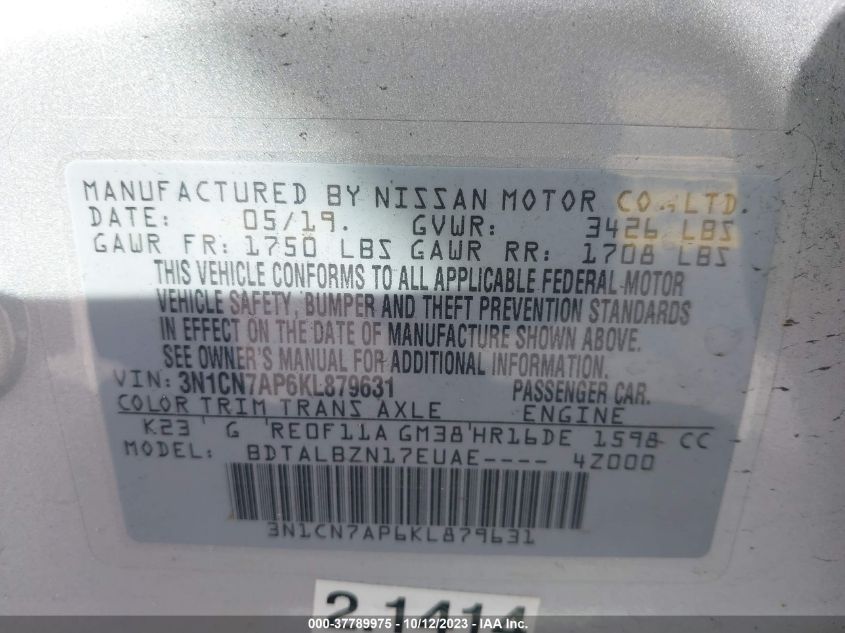 MANUFACTURED BY NISSAN MOTOR CO.,LTD.
DATE: 05/19. GVWR: 3426 LBS
GAWR FR: 1750 LBS GAWR RR: 1708 LBS
THIS VEHICLE CONFORMS TO ALL APPLICABLE FEDERAL MOTOR
VEHICLE SAFETY, BUMPER AND THEFT PREVENTION STANDARDS
IN EFFECT ON THE DATE OF MANUFACTURE SHOWN ABOVE.
SEE OWNER'S MANUAL FOR ADDITIONAL INFORMATION.
VIN: 3N1CN7AP6KL879631 PASSENGER CAR.
COLOR TRIM TRANS AXLE ENGINE
K23 G RE0F11A GM38 HR16DE 1598 CC
MODEL: BDTALBZN17EUAE---- 4Z000
3N1CN7AP6KL879631
2.1414
000-37789975 - 10/12/2023 - IAA Inc.